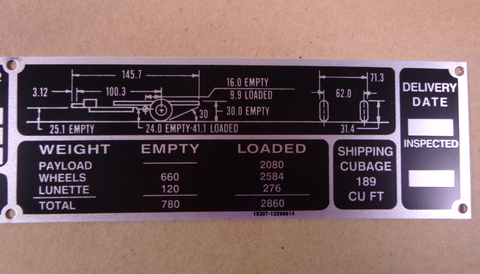 145.7
71.3
100.3
16.0 EMPTY
9.9 LOADED
62.0
3.12
30.0 EMPTY
30
25.1 EMPTY
24.0 EMPTY-41.1 LOADED
31.4
WEIGHT EMPTY LOADED
PAYLOAD 2080
WHEELS 660 2584
LUNETTE 120 276
TOTAL 780 2860
19207-12296614
SHIPPING
CUBAGE
189
CU FT
DELIVERY
DATE
INSPECTED